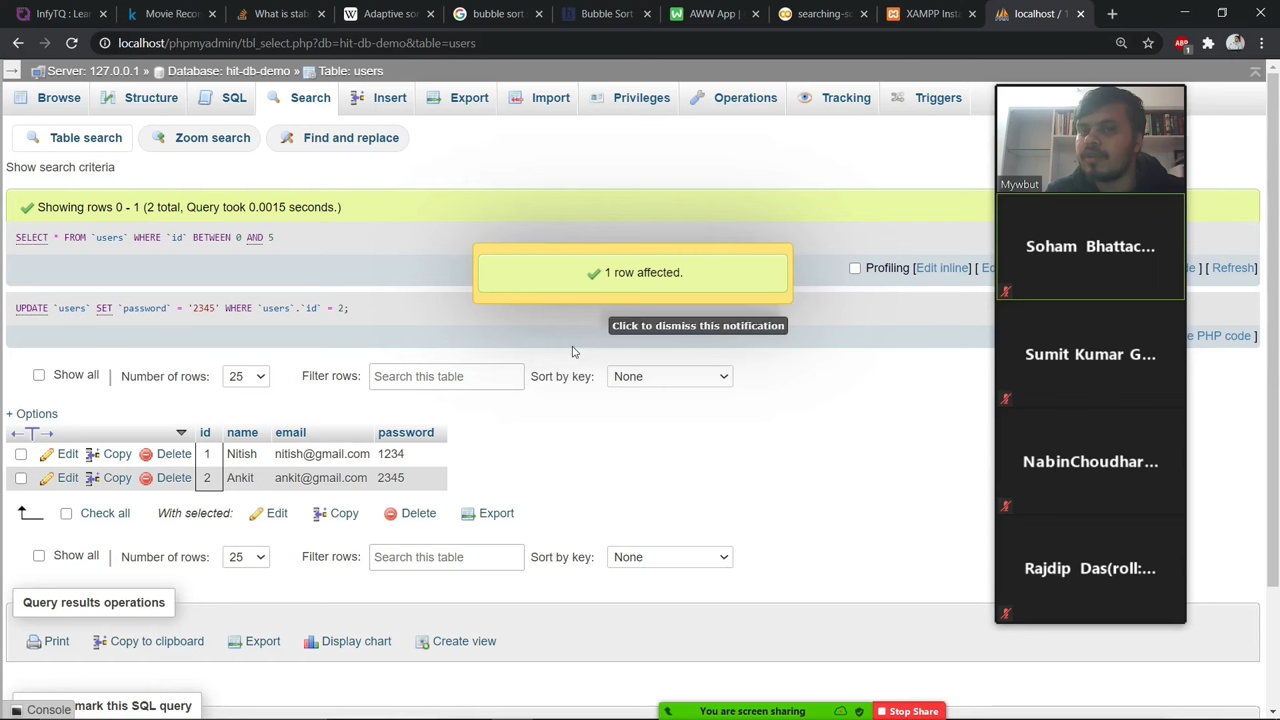 InfyTQ : Lea
Movie Recor
What is stab
Adaptive sor
bubble sort
Bubble Sort
AWW App |
searching-so
XAMPP Insta
localhost / 1
localhost/phpmyadmin/tbl_select.php?db=hit-db-demo&table=users
Server: 127.0.0.1 » Database: hit-db-demo » Table: users
Browse Structure SQL Search Insert Export Import Privileges Operations Tracking Triggers
Table search Zoom search Find and replace
Show search criteria
Mywbut
Showing rows 0 - 1 (2 total, Query took 0.0015 seconds.)
SELECT * FROM `users` WHERE `id` BETWEEN 0 AND 5
Soham Bhattac...
1 row affected.
Profiling [Edit inline] [ Ed
] [ Refresh]
Click to dismiss this notification
UPDATE `users` SET `password` = '2345' WHERE `users`.`id` = 2;
PHP code ]
Sumit Kumar G...
Show all | Number of rows: 25 Filter rows: Search this table Sort by key: None
+ Options
id name email password
Edit Copy Delete 1 Nitish nitish@gmail.com 1234
Edit Copy Delete 2 Ankit ankit@gmail.com 2345
NabinChoudhar...
Check all With selected: Edit Copy Delete Export
Show all | Number of rows: 25 Filter rows: Search this table Sort by key: None
Rajdip Das(roll:...
Query results operations
Print Copy to clipboard Export Display chart Create view
mark this SQL query
Console
You are screen sharing Stop Share